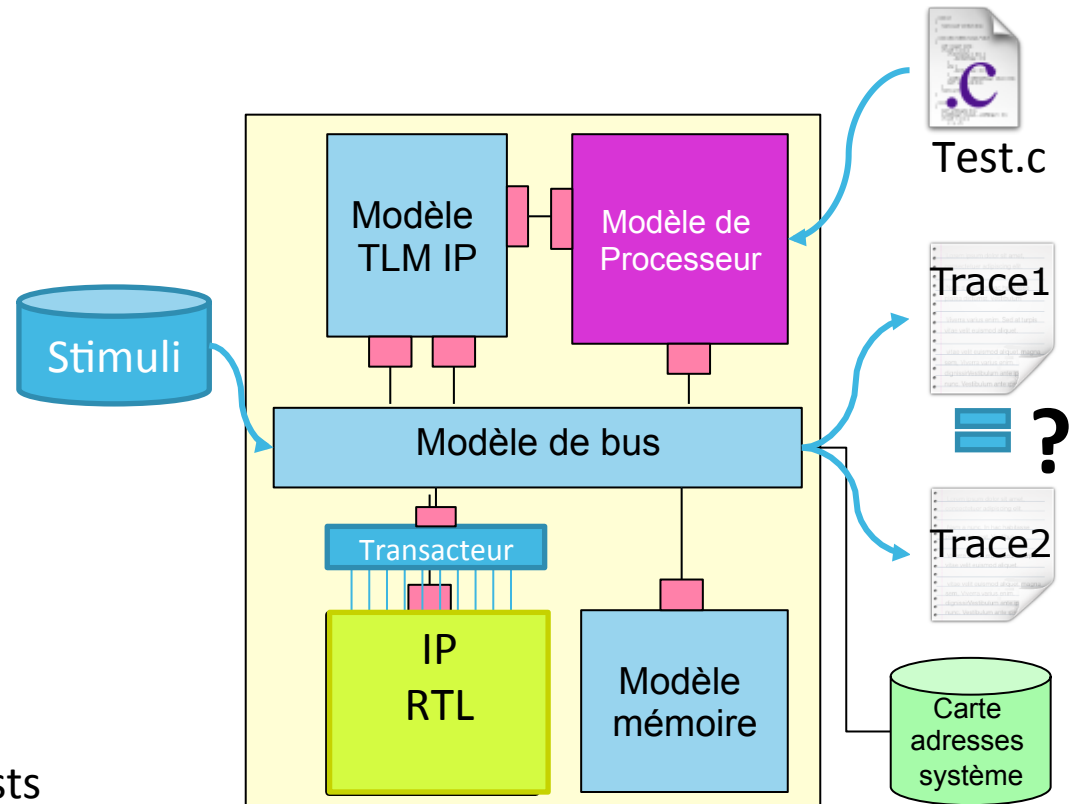 .c
Test.c
Modèle
TLM IP
Modèle de
Processeur
Trace1
Stimuli
Modèle de bus
= ?
Trace2
Transacteur
IP
RTL
Modèle
mémoire
Carte
adresses
système
sts